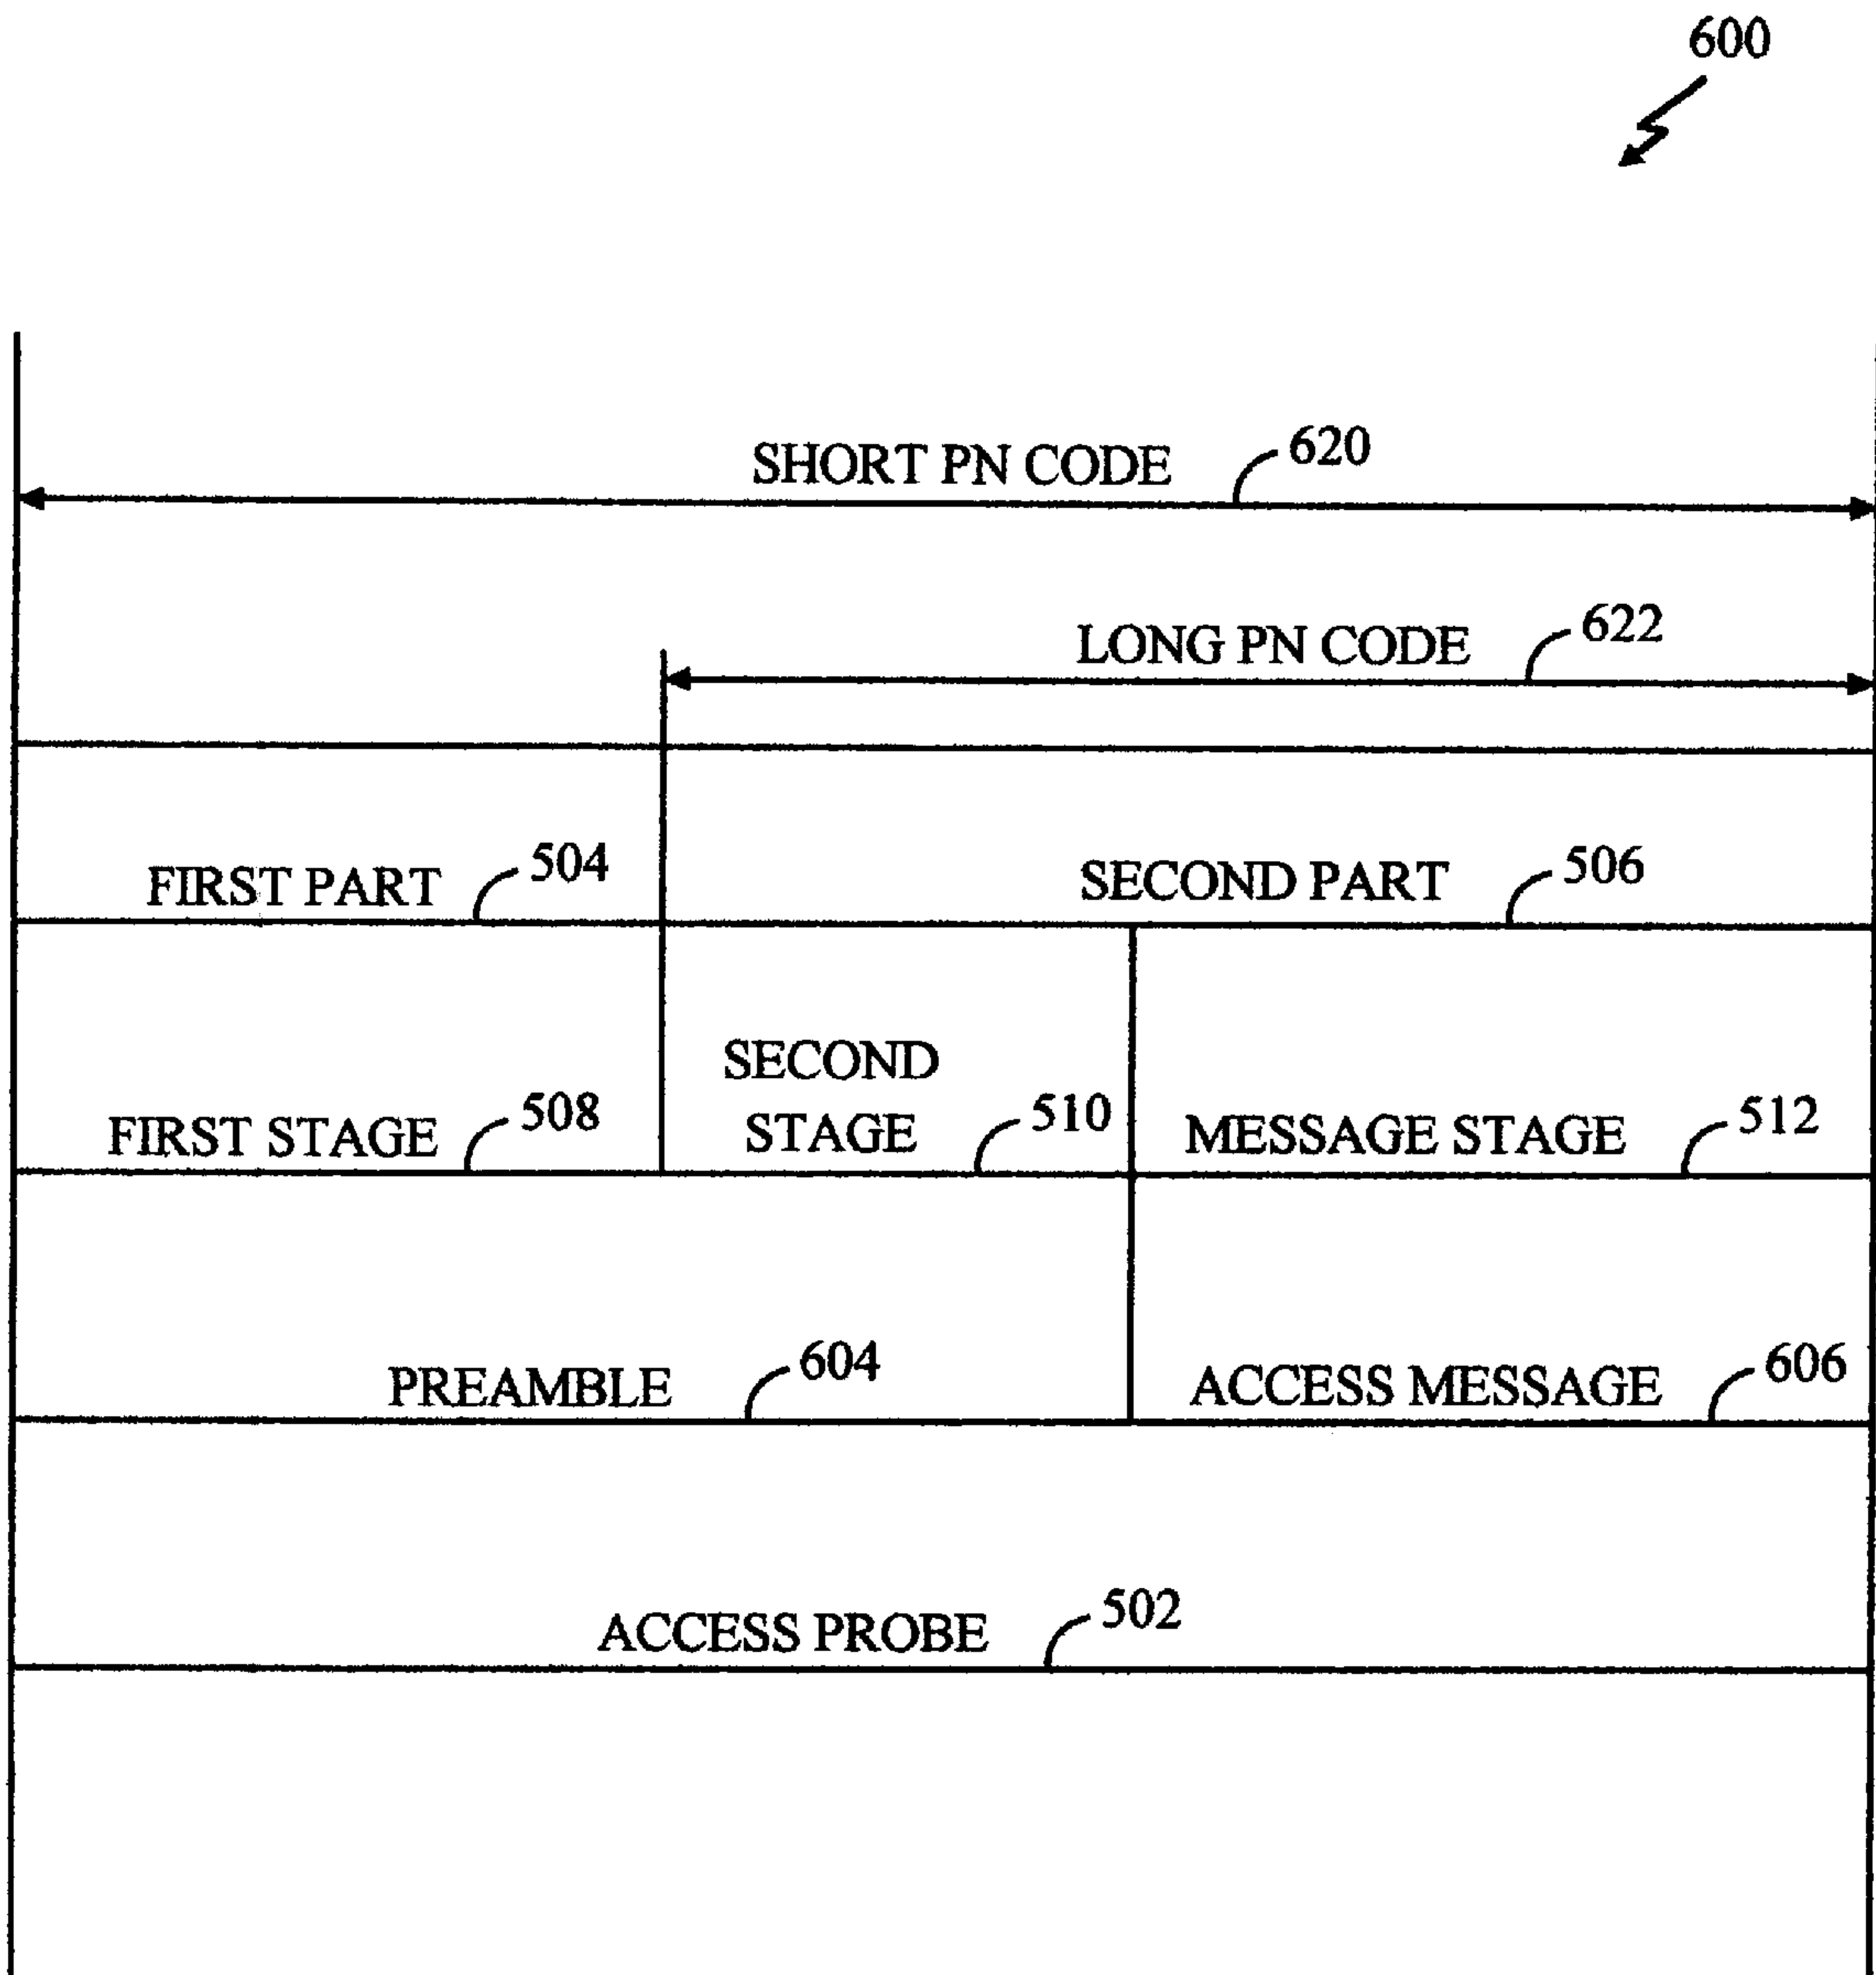 600
SHORT PN CODE 620
LONG PN CODE 622
FIRST PART 504 SECOND PART 506
FIRST STAGE 508 SECOND STAGE 510 MESSAGE STAGE 512
PREAMBLE 604 ACCESS MESSAGE 606
ACCESS PROBE 502